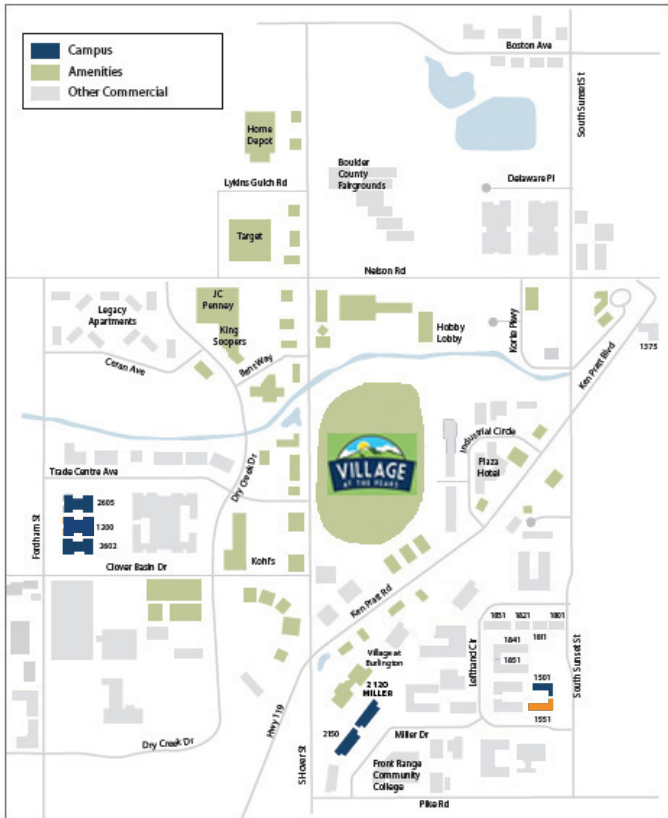 Campus
Amenities
Other Commercial
Boston Ave
South Sunset St
Home
Depot
Boulder
County
Fairgrounds
Lykins Gulch Rd
Delaware Pl
Target
Nelson Rd
JC
Penney
Legacy
Apartments
King
Soopers
Hobby
Lobby
Korte Pkwy
Ken Pratt Blvd
1375
Bent Way
Ceran Ave
Industrial Circle
VILLAGE
AT THE PEAKS
Plaza
Hotel
Trade Centre Ave
Dry Creek Dr
2605
1200
2602
Fordham St
Kohl's
Clover Basin Dr
Ken Pratt Rd
1851
1821
1801
1841
1811
1851
Lefthand Cir
South Sunset St
Village at
Burlington
2120
MILLER
1501
1551
Hwy 119
2150
Miller Dr
Dry Creek Dr
S Hover St
Front Range
Community
College
Pike Rd